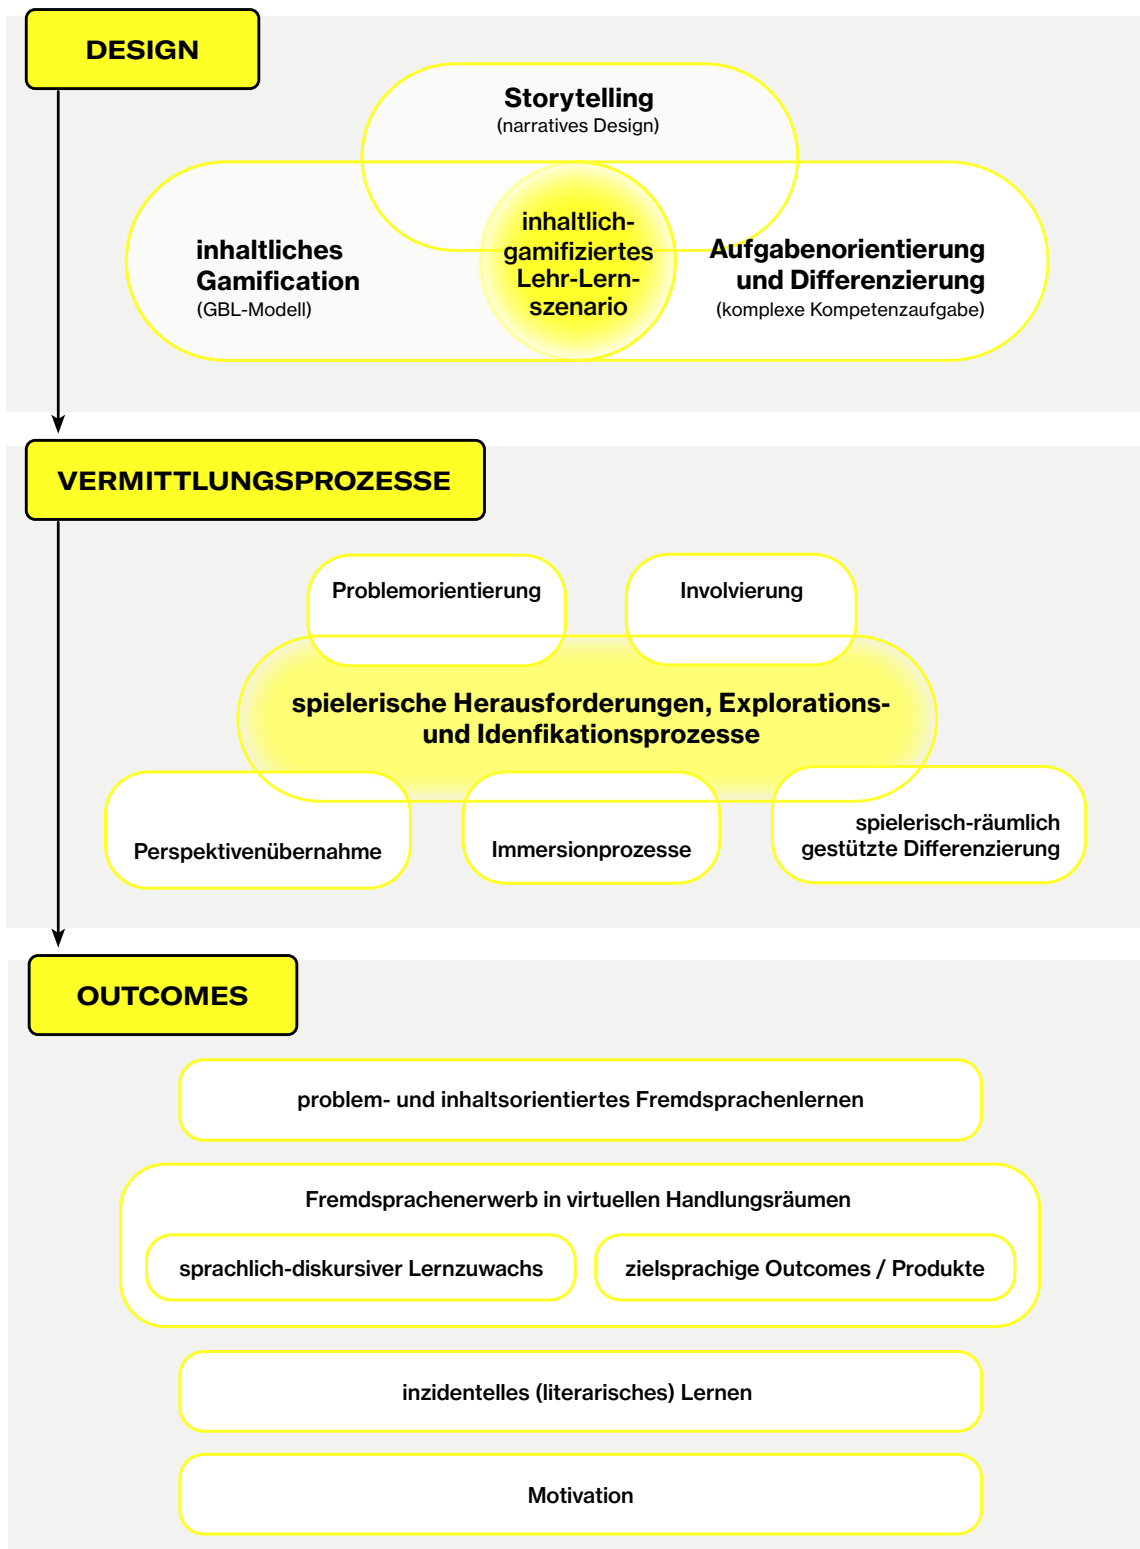 DESIGN
Storytelling
(narratives Design)
inhaltliches
Gamification
(GBL-Modell)
inhaltlich-
gamifiziertes
Lehr-Lern-
szenario
Aufgabenorientierung
und Differenzierung
(komplexe Kompetenzaufgabe)
VERMITTLUNGSPROZESSE
Problemorientierung
Involvierung
spielerische Herausforderungen, Explorations-
und Idenfikationsprozesse
Perspektivenübernahme
Immersionprozesse
spielerisch-räumlich
gestützte Differenzierung
OUTCOMES
problem- und inhaltsorientiertes Fremdsprachenlernen
Fremdsprachenerwerb in virtuellen Handlungsräumen
sprachlich-diskursiver Lernzuwachs
zielsprachige Outcomes / Produkte
inzidentelles (literarisches) Lernen
Motivation